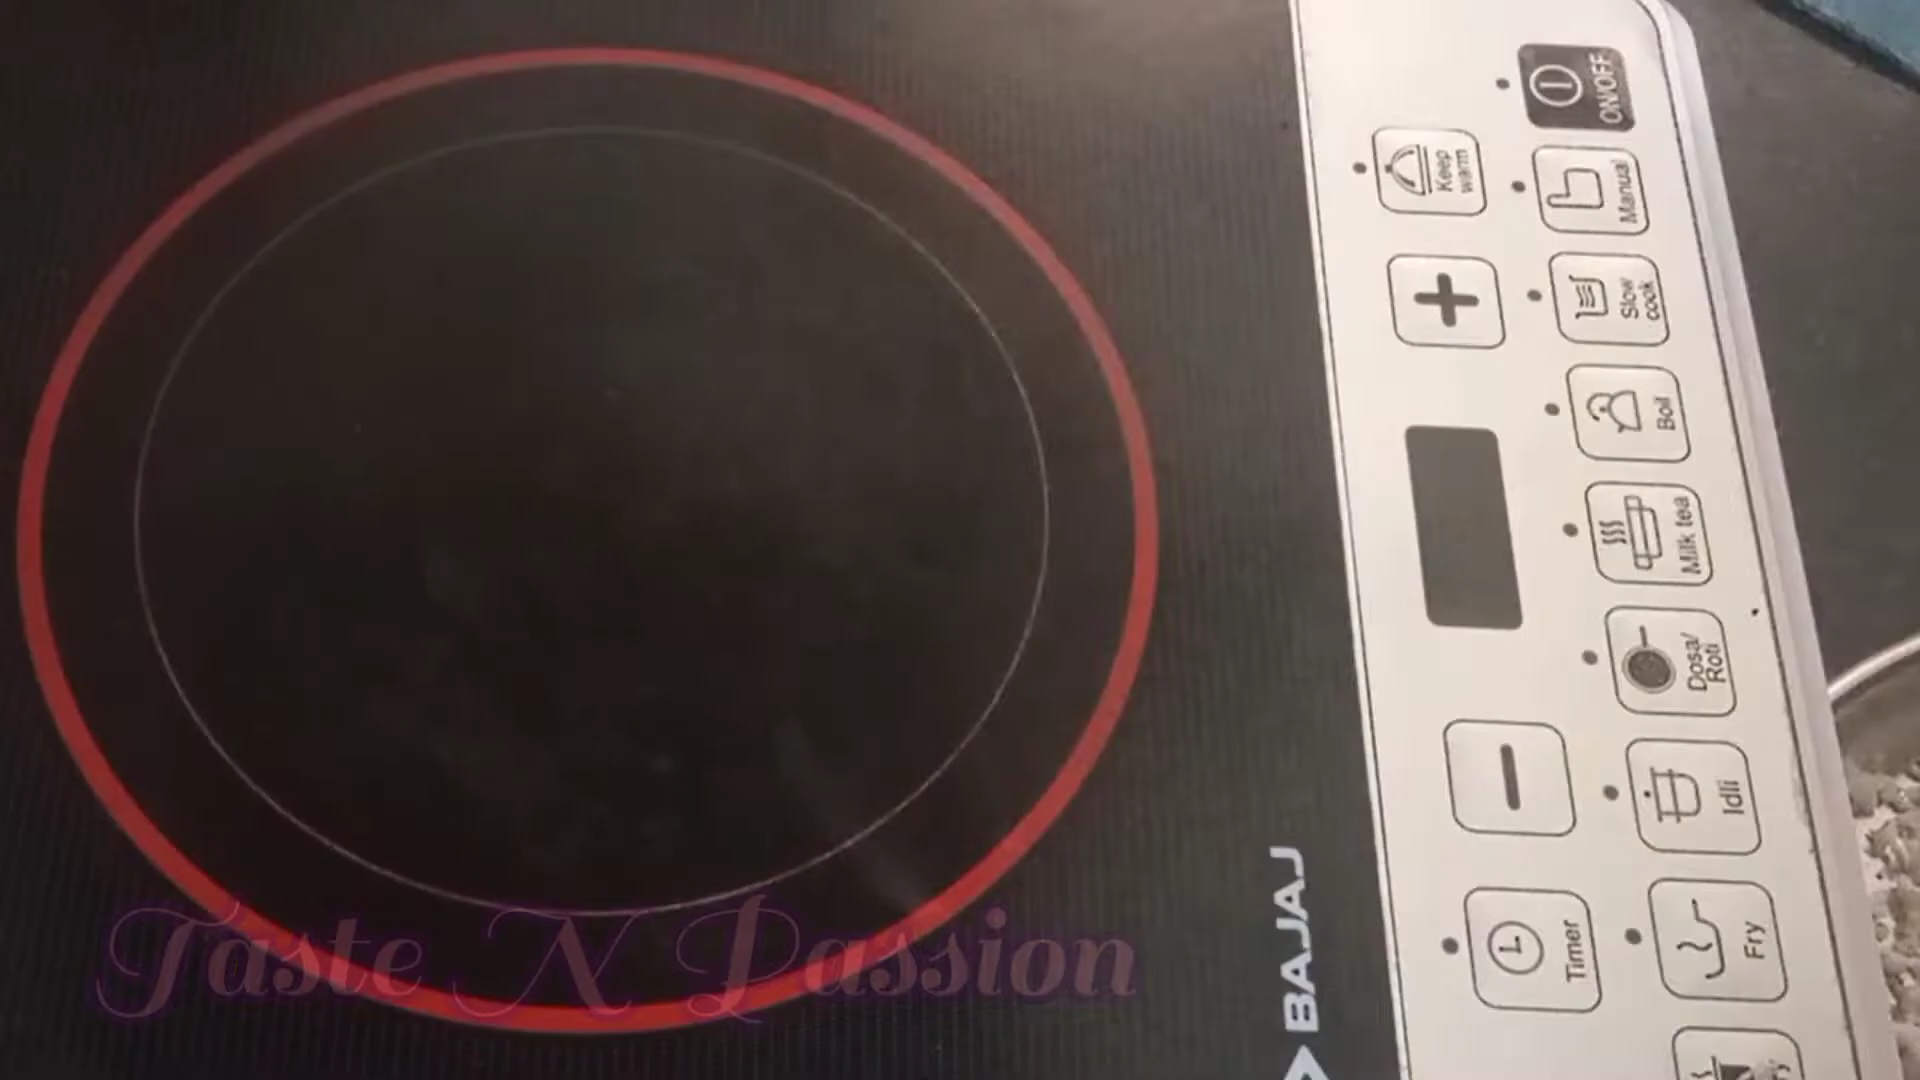 ON/OFF
Keep
warm
Manual
Slow
cook
Boil
Milk tea
Dosa/
Roti
Idli
Timer
Fry
BAJAJ
Taste N Passion